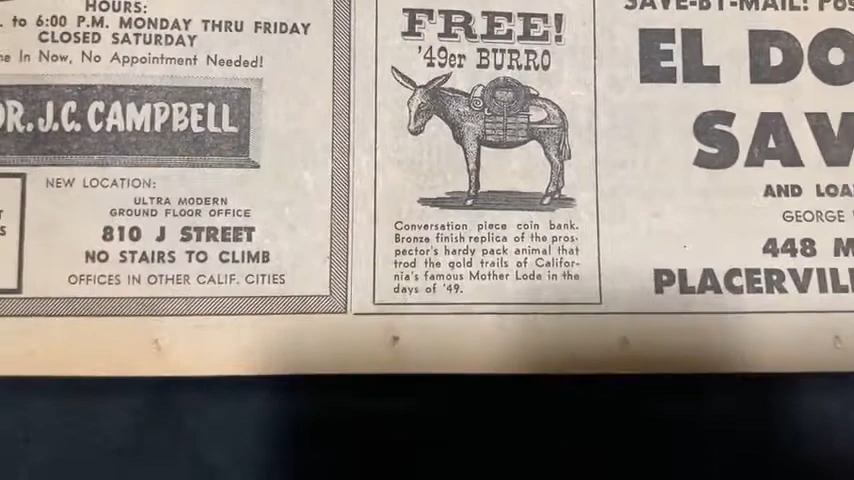 HOURS:
to 6:00 P.M. MONDAY THRU FRIDAY
CLOSED SATURDAY
In Now, No Appointment Needed!
DR. J.C. CAMPBELL
NEW LOCATION:
ULTRA MODERN
GROUND FLOOR OFFICE
810 J STREET
NO STAIRS TO CLIMB
OFFICES IN OTHER CALIF. CITIES
FREE!
'49er BURRO
Conversation piece coin bank.
Bronze finish replica of the pros-
pector's hardy pack animal that
trod the gold trails of Califor-
nia's famous Mother Lode in the
days of '49.
SAVE-BY-MAIL:
EL DO
SAV
AND LOA
GEORGE
448 M
PLACERVILL